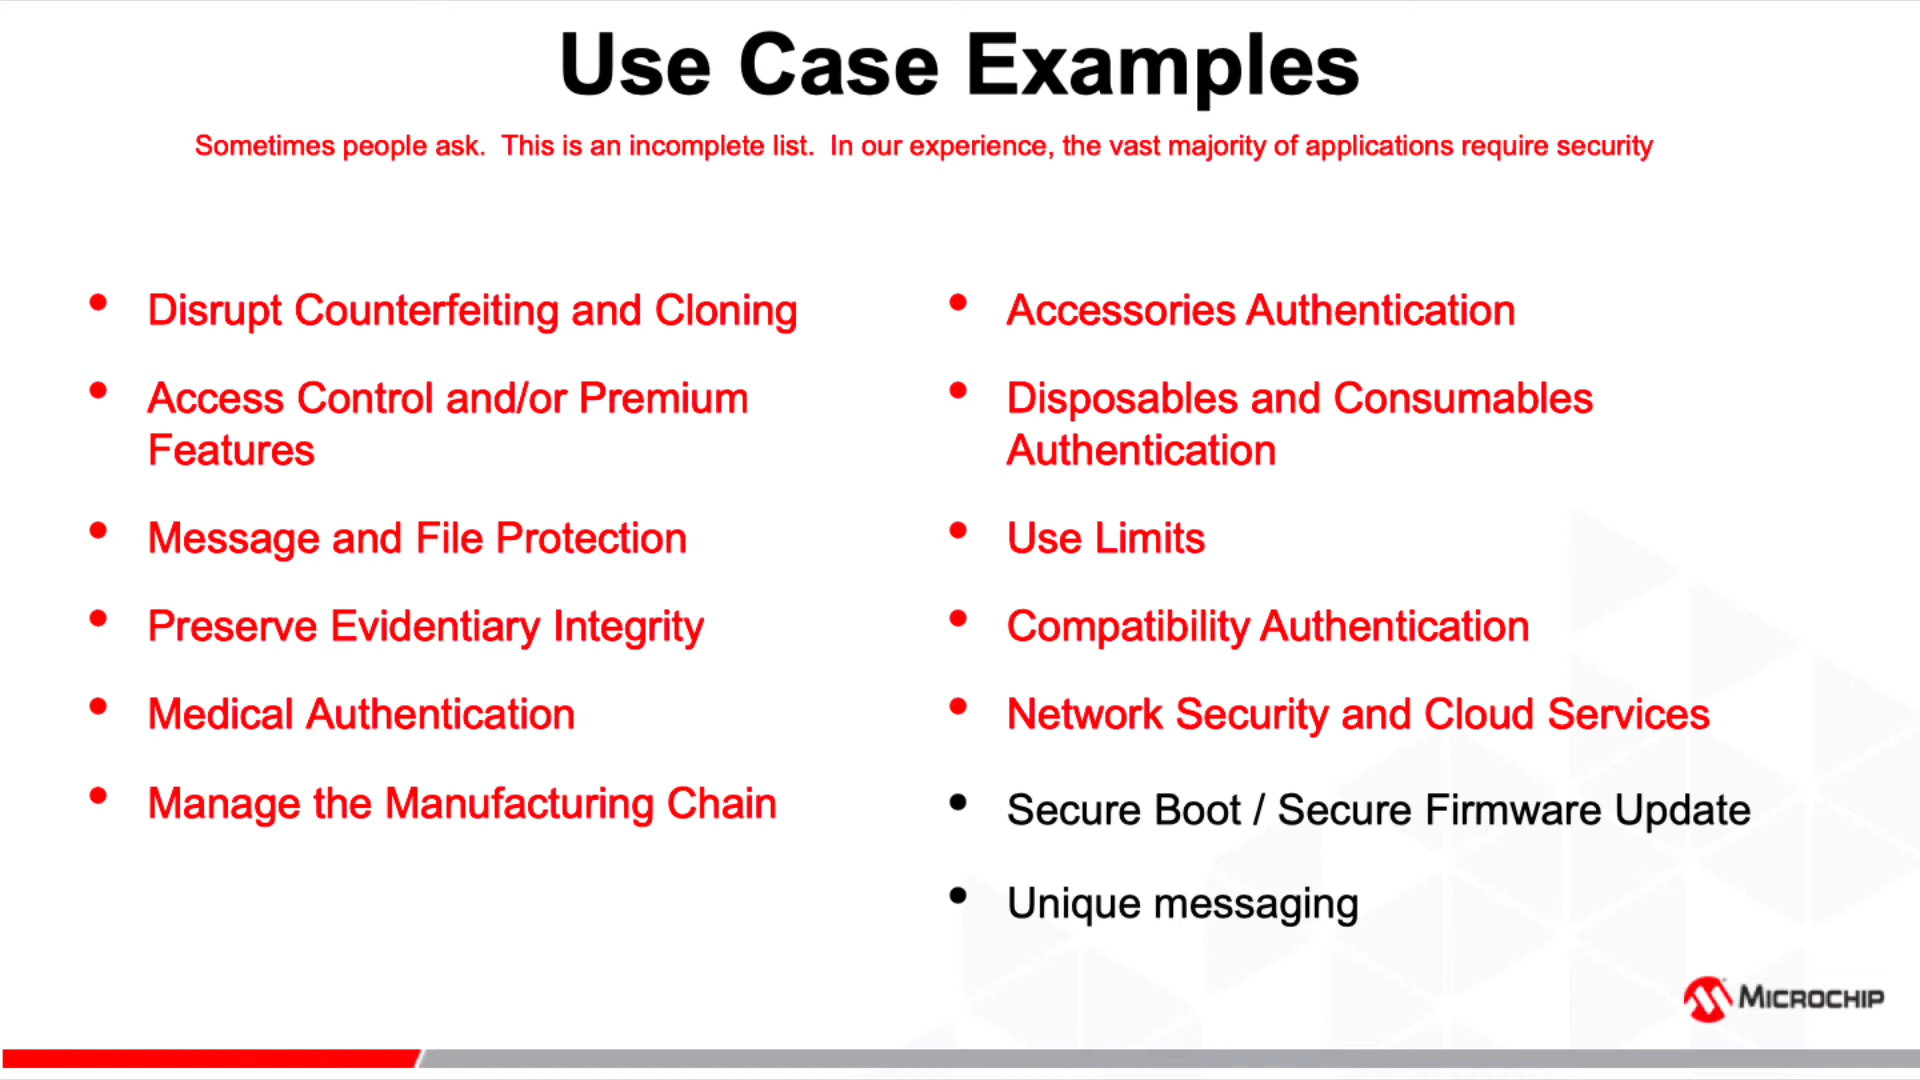 Use Case Examples
Sometimes people ask.  This is an incomplete list.  In our experience, the vast majority of applications require security
• Disrupt Counterfeiting and Cloning
• Access Control and/or Premium
Features
• Message and File Protection
• Preserve Evidentiary Integrity
• Medical Authentication
• Manage the Manufacturing Chain
• Accessories Authentication
• Disposables and Consumables
Authentication
• Use Limits
• Compatibility Authentication
• Network Security and Cloud Services
• Secure Boot / Secure Firmware Update
• Unique messaging
MICROCHIP